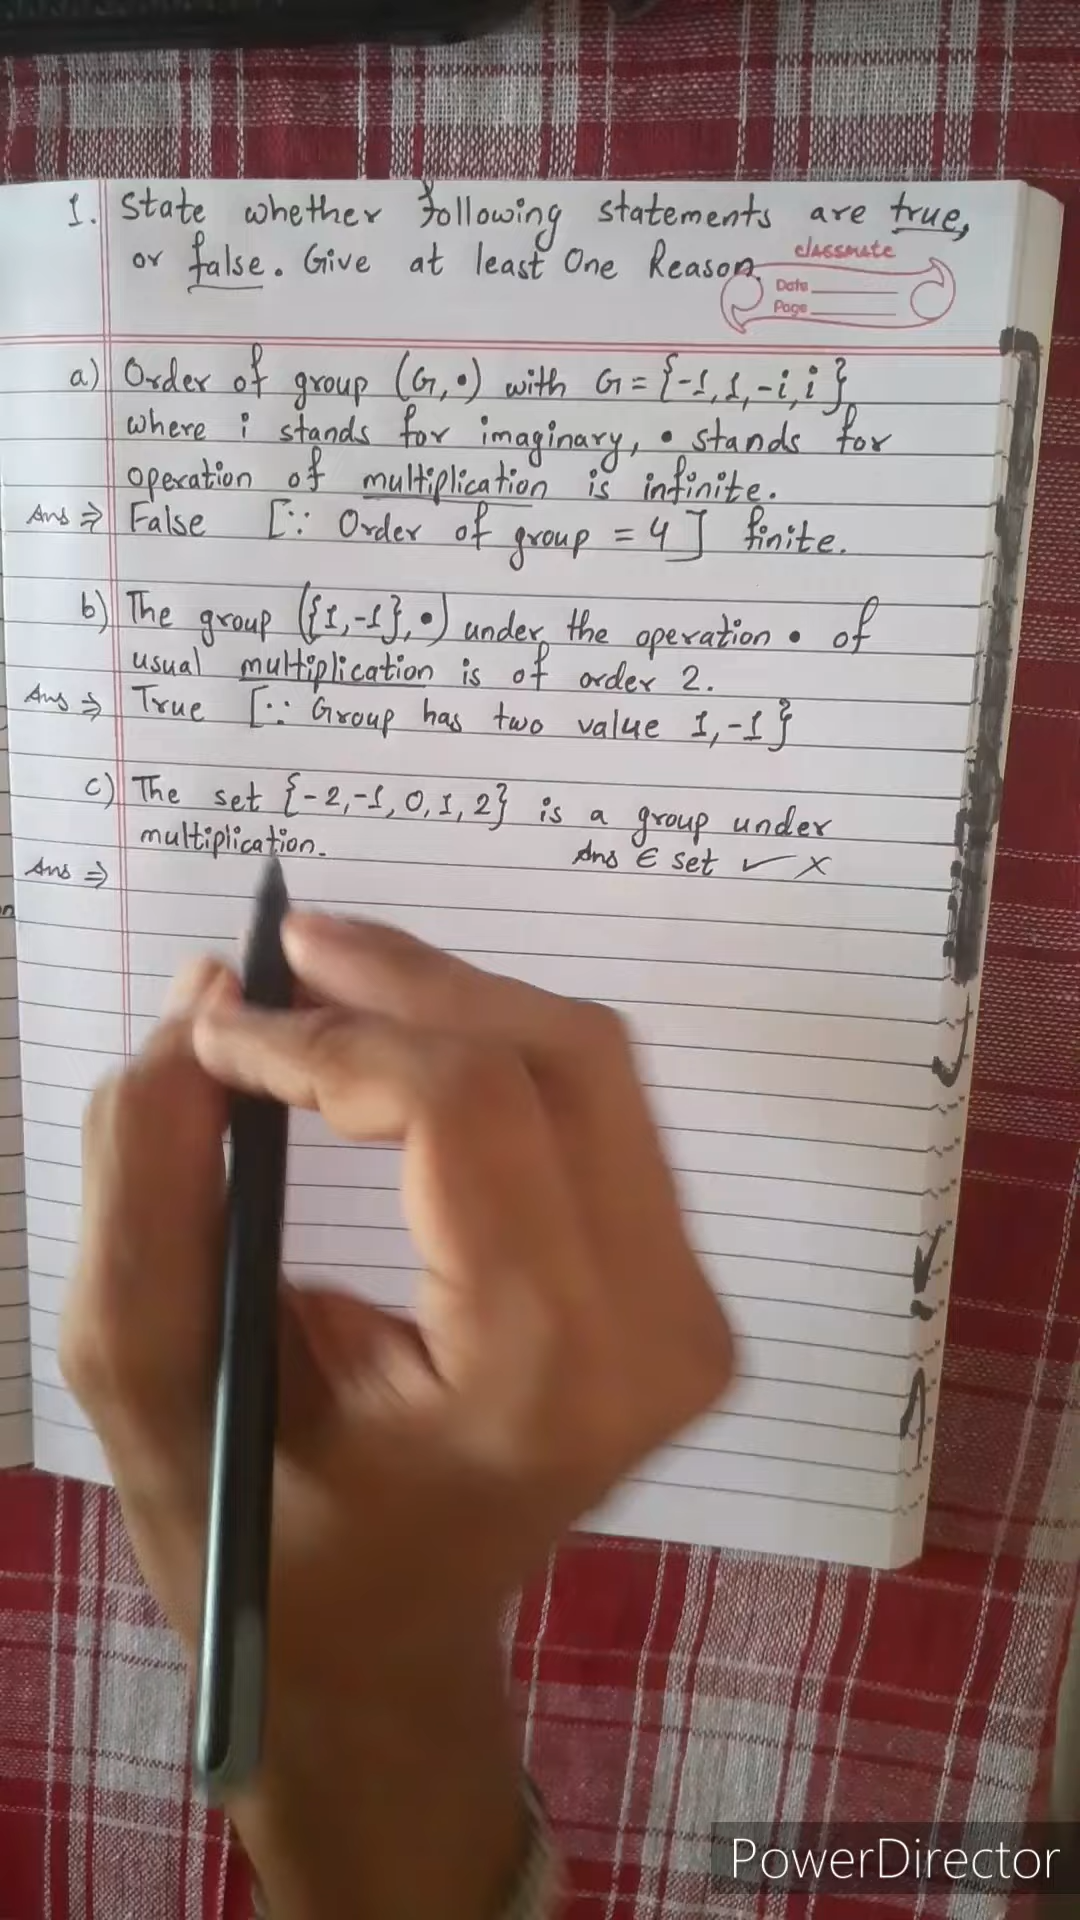 1. State whether following statements are true,
or false. Give at least One Reason.
classmate
Date
Page
a) Order of group (G, •) with G = {-1, 1, -i, i}
where i stands for imaginary, • stands for
operation of multiplication is infinite.
Ans ⇒ False [∵ Order of group = 4] finite.
b) The group ({1, -1}, •) under the operation • of
usual multiplication is of order 2.
Ans ⇒ True [∵ Group has two value 1, -1}
c) The set {-2, -1, 0, 1, 2} is a group under
multiplication.
Ans ∈ set ✓ ×
Ans ⇒
PowerDirector